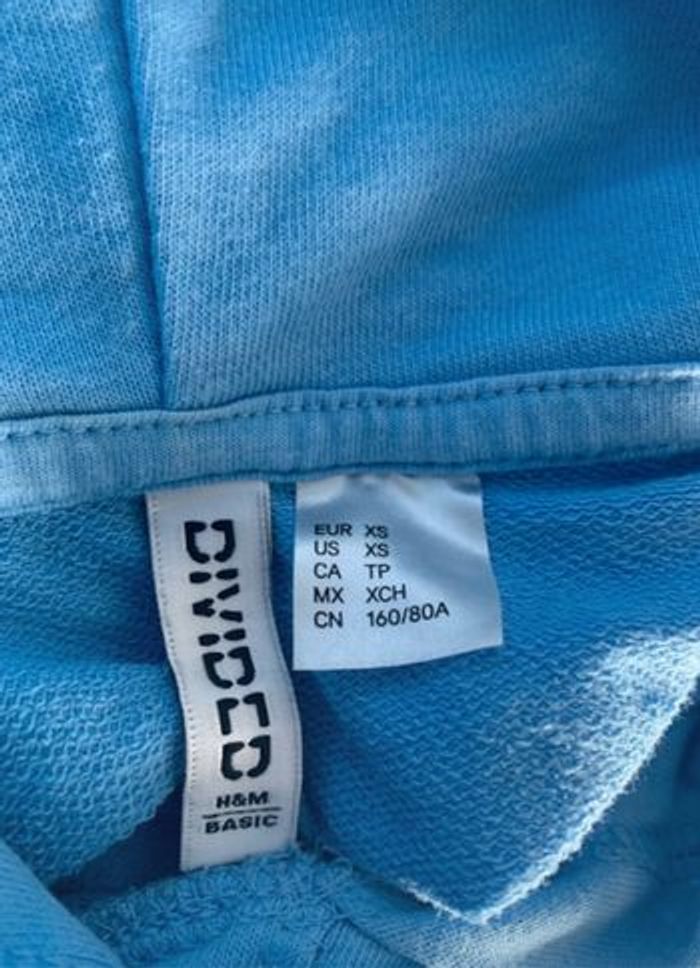 DIVIDED
H&M
BASIC
EUR XS
US XS
CA TP
MX XCH
CN 160/80A